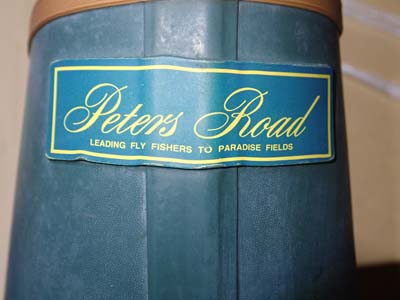 Peters Road
LEADING FLY FISHERS TO PARADISE FIELDS